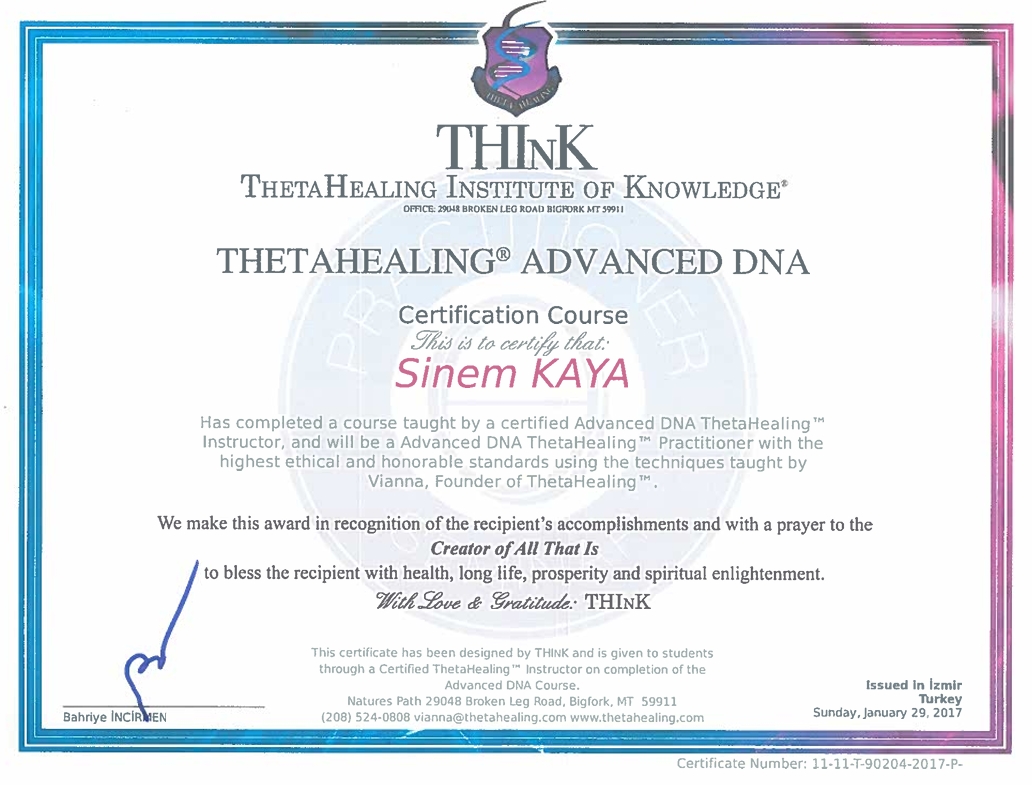 THETA HEALING
THInK
THETAHEALING INSTITUTE OF KNOWLEDGE®
OFFICE: 29048 BROKEN LEG ROAD BIGFORK MT 59911
THETAHEALING® ADVANCED DNA
Certification Course
This is to certify that:
Sinem KAYA
Has completed a course taught by a certified Advanced DNA ThetaHealing™
Instructor, and will be a Advanced DNA ThetaHealing™ Practitioner with the
highest ethical and honorable standards using the techniques taught by
Vianna, Founder of ThetaHealing™.
We make this award in recognition of the recipient's accomplishments and with a prayer to the
Creator of All That Is
to bless the recipient with health, long life, prosperity and spiritual enlightenment.
With Love & Gratitude: THInK
This certificate has been designed by THInK and is given to students
through a Certified ThetaHealing™ Instructor on completion of the
Advanced DNA Course.
Natures Path 29048 Broken Leg Road, Bigfork, MT 59911
(208) 524-0808 vianna@thetahealing.com www.thetahealing.com
Bahriye İNCİRMEN
Issued in İzmir
Turkey
Sunday, January 29, 2017
Certificate Number: 11-11-T-90204-2017-P-
PRACTITIONER